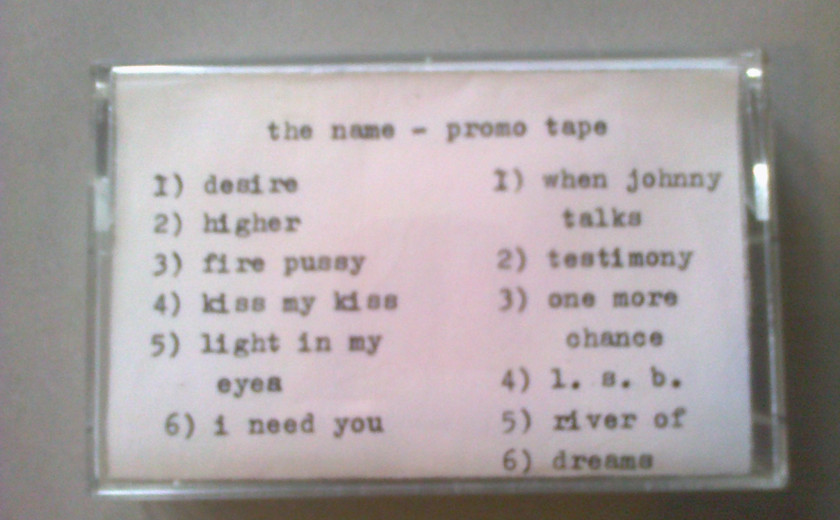 the name - promo tape
1) desire
2) higher
3) fire pussy
4) kiss my kiss
5) light in my
eyes
6) i need you
1) when johnny
talks
2) testimony
3) one more
chance
4) l. s. b.
5) river of
6) dreams